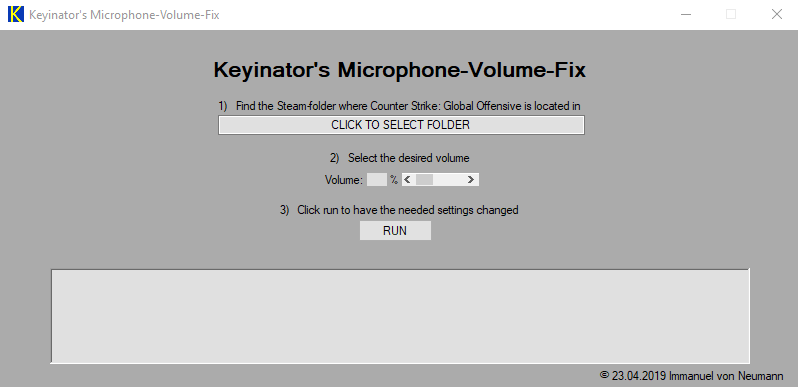 Keyinator's Microphone-Volume-Fix
Keyinator's Microphone-Volume-Fix
1) Find the Steam-folder where Counter Strike: Global Offensive is located in
CLICK TO SELECT FOLDER
2) Select the desired volume
Volume: %
3) Click run to have the needed settings changed
RUN
© 23.04.2019 Immanuel von Neumann